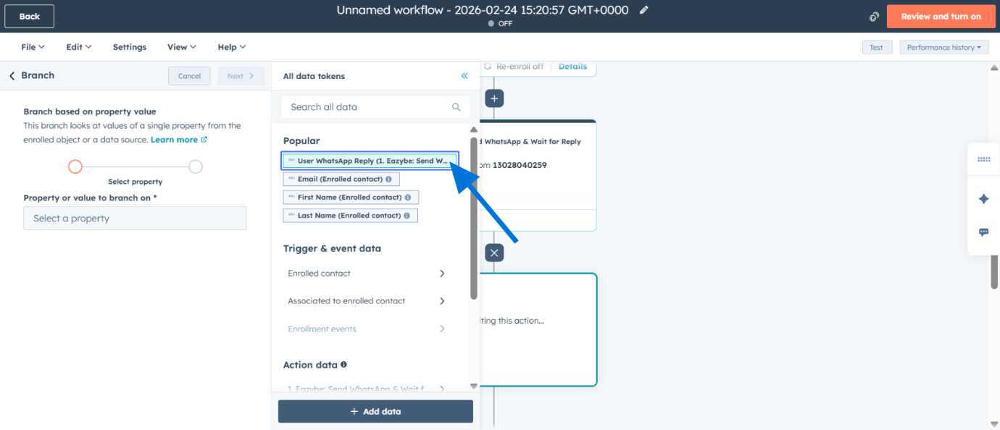 Back
Unnamed workflow - 2026-02-24 15:20:57 GMT+0000
OFF
Review and turn on
File
Edit
Settings
View
Help
Test
Performance history
Branch
Cancel
Next
Branch based on property value
This branch looks at values of a single property from the
enrolled object or a data source. Learn more
Select property
Property or value to branch on *
Select a property
All data tokens
Search all data
Popular
Abc User WhatsApp Reply (1. Eazybe: Send W...
Abc Email (Enrolled contact)
Abc First Name (Enrolled contact)
Abc Last Name (Enrolled contact)
Trigger & event data
Enrolled contact
Associated to enrolled contact
Enrollment events
Action data
1. Eazybe: Send WhatsApp & Wait f
+ Add data
Re-enroll off
Details
d WhatsApp & Wait for Reply
om 13028040259
iting this action...